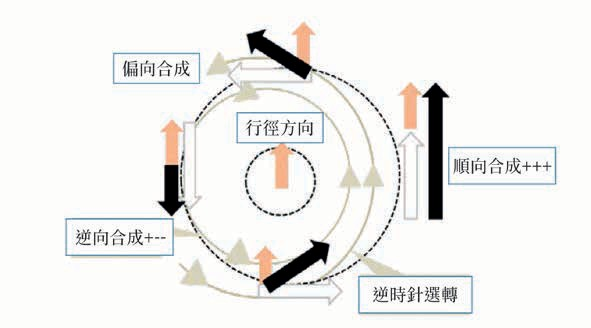 偏向合成
行徑方向
順向合成+++
逆向合成+--
逆時針選轉